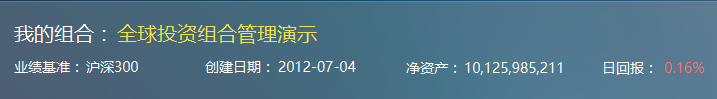 我的组合：全球投资组合管理演示
业绩基准：沪深300 创建日期：2012-07-04 净资产：10,125,985,211 日回报：0.16%